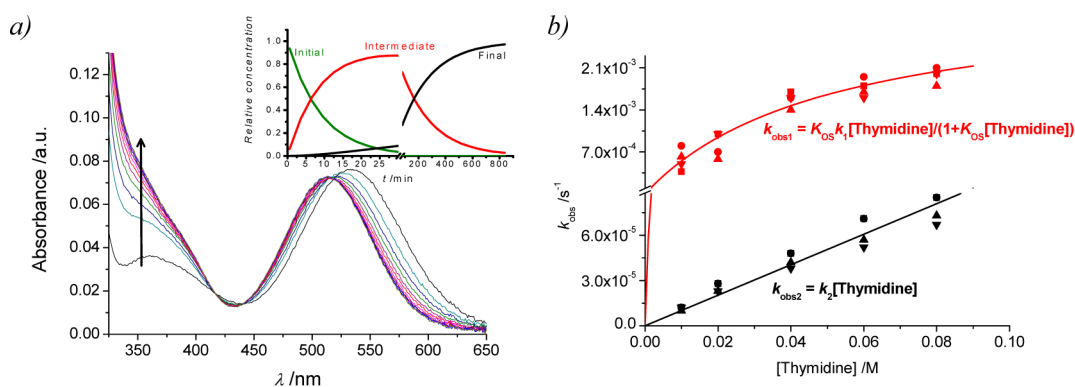 a)
0.12
0.10
0.08
0.06
0.04
0.02
0.00
Absorbance /a.u.
350 400 450 500 550 600 650
λ /nm
Relative concentration
1.0
0.8
0.6
0.4
0.2
0.0
Initial
Intermediate
Final
0 5 10 15 20 25 200 400 600 800
t /min
b)
2.1x10⁻³
1.4x10⁻³
7.0x10⁻⁴
6.0x10⁻⁵
3.0x10⁻⁵
0.0
k_obs /s⁻¹
k_obs1 = K_OS k_1[Thymidine]/(1+K_OS[Thymidine])
k_obs2 = k_2[Thymidine]
0.00 0.02 0.04 0.06 0.08 0.10
[Thymidine] /M